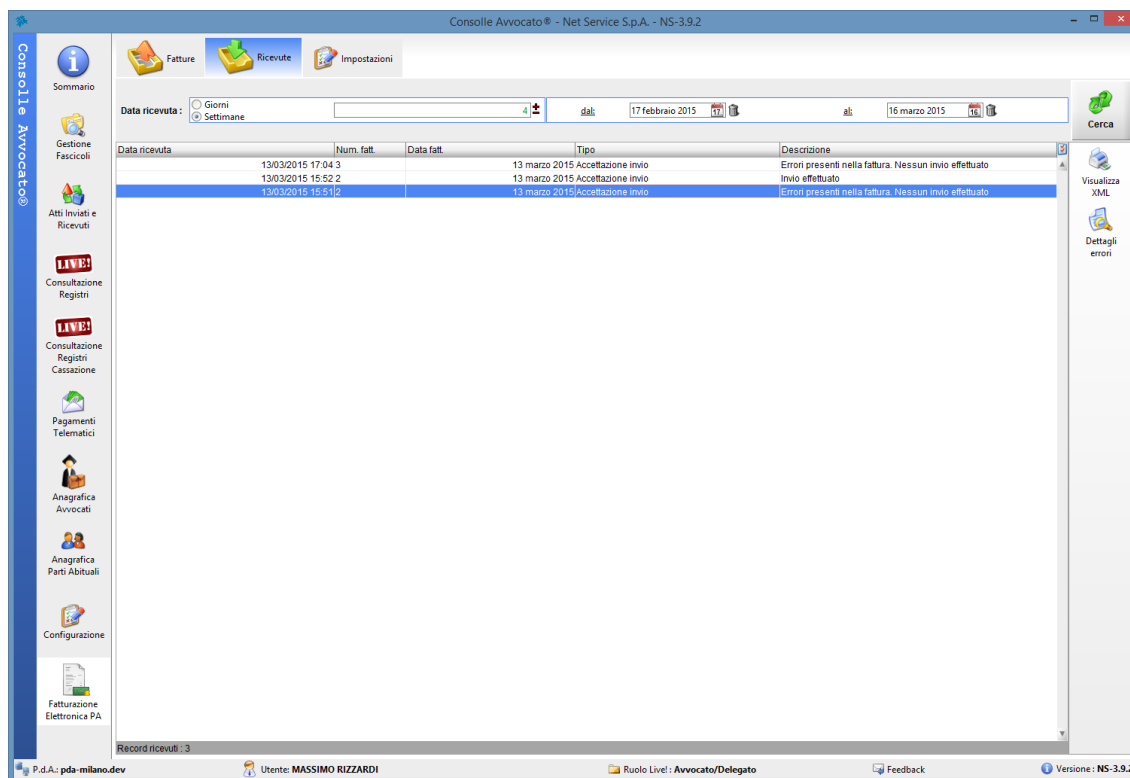 Consolle Avvocato® - Net Service S.p.A. - NS-3.9.2
Consolle Avvocato®
Sommario
Gestione
Fascicoli
Atti Inviati e
Ricevuti
LIVE!
Consultazione
Registri
LIVE!
Consultazione
Registri
Cassazione
Pagamenti
Telematici
Anagrafica
Avvocati
Anagrafica
Parti Abituali
Configurazione
Fatturazione
Elettronica PA
Fatture Ricevute Impostazioni
Data ricevuta : Giorni Settimane 4 dal: 17 febbraio 2015 17 al: 16 marzo 2015 16
Cerca
Visualizza
XML
Dettagli
errori
Data ricevuta Num. fatt. Data fatt. Tipo Descrizione
13/03/2015 17:04 3 13 marzo 2015 Accettazione invio Errori presenti nella fattura. Nessun invio effettuato
13/03/2015 15:52 2 13 marzo 2015 Accettazione invio Invio effettuato
13/03/2015 15:51 2 13 marzo 2015 Accettazione invio Errori presenti nella fattura. Nessun invio effettuato
Record ricevuti : 3
P.d.A.: pda-milano.dev Utente: MASSIMO RIZZARDI Ruolo Live! : Avvocato/Delegato Feedback Versione : NS-3.9.2